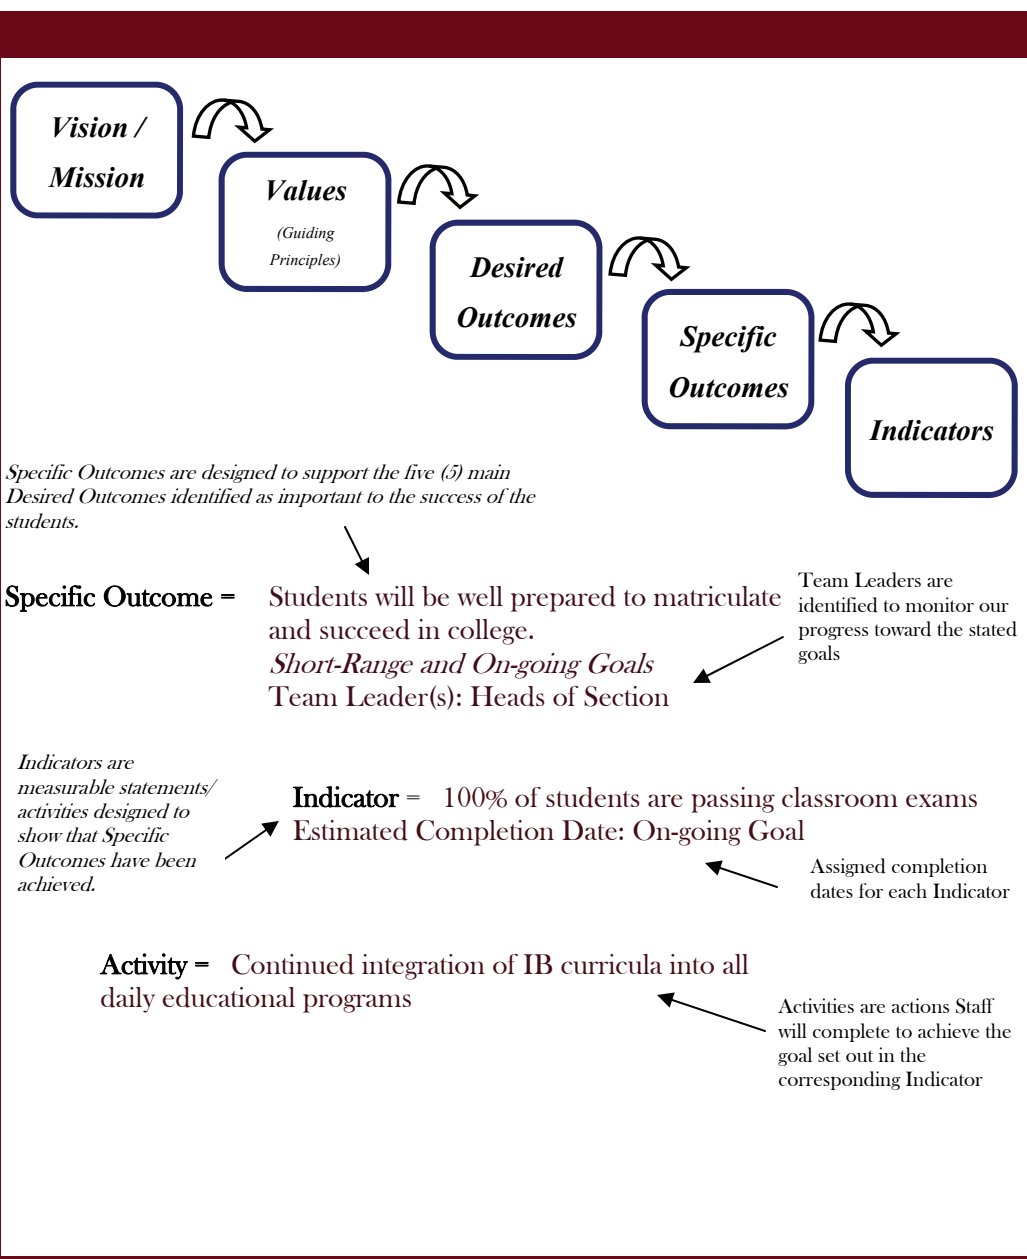 Vision /
Mission
Values
(Guiding
Principles)
Desired
Outcomes
Specific
Outcomes
Indicators
Specific Outcomes are designed to support the five (5) main
Desired Outcomes identified as important to the success of the
students.
Specific Outcome = Students will be well prepared to matriculate
and succeed in college.
Short-Range and On-going Goals
Team Leader(s): Heads of Section
Team Leaders are
identified to monitor our
progress toward the stated
goals
Indicators are
measurable statements/
activities designed to
show that Specific
Outcomes have been
achieved.
Indicator = 100% of students are passing classroom exams
Estimated Completion Date: On-going Goal
Assigned completion
dates for each Indicator
Activity = Continued integration of IB curricula into all
daily educational programs
Activities are actions Staff
will complete to achieve the
goal set out in the
corresponding Indicator